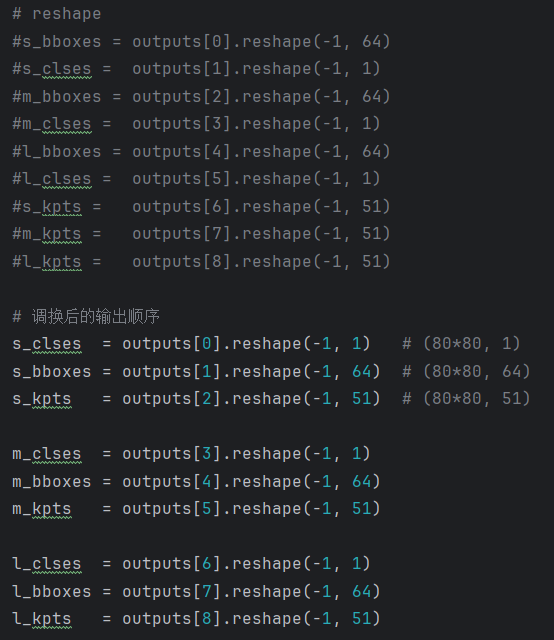 # reshape
#s_bboxes = outputs[0].reshape(-1, 64)
#s_clses =  outputs[1].reshape(-1, 1)
#m_bboxes = outputs[2].reshape(-1, 64)
#m_clses =  outputs[3].reshape(-1, 1)
#l_bboxes = outputs[4].reshape(-1, 64)
#l_clses =  outputs[5].reshape(-1, 1)
#s_kpts =   outputs[6].reshape(-1, 51)
#m_kpts =   outputs[7].reshape(-1, 51)
#l_kpts =   outputs[8].reshape(-1, 51)
# 调换后的输出顺序
s_clses  = outputs[0].reshape(-1, 1)   # (80*80, 1)
s_bboxes = outputs[1].reshape(-1, 64)  # (80*80, 64)
s_kpts   = outputs[2].reshape(-1, 51)  # (80*80, 51)
m_clses  = outputs[3].reshape(-1, 1)
m_bboxes = outputs[4].reshape(-1, 64)
m_kpts   = outputs[5].reshape(-1, 51)
l_clses  = outputs[6].reshape(-1, 1)
l_bboxes = outputs[7].reshape(-1, 64)
l_kpts   = outputs[8].reshape(-1, 51)